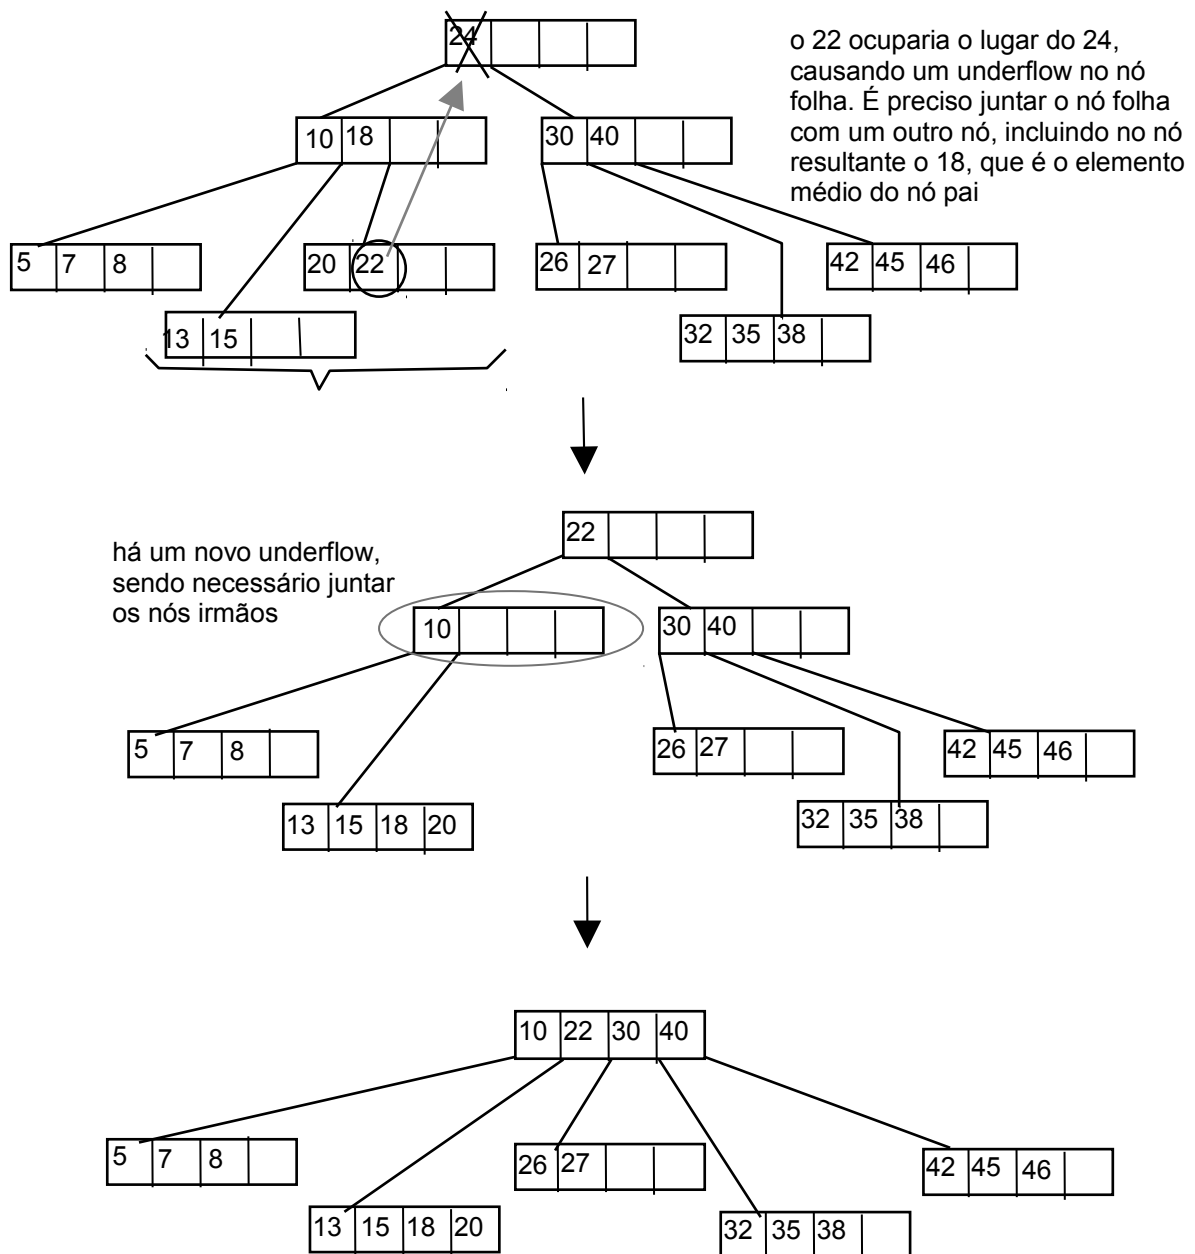 24
o 22 ocuparia o lugar do 24,
causando um underflow no nó
folha. É preciso juntar o nó folha
com um outro nó, incluindo no nó
resultante o 18, que é o elemento
médio do nó pai
10 18
30 40
5 7 8
20 22
26 27
42 45 46
13 15
32 35 38
22
há um novo underflow,
sendo necessário juntar
os nós irmãos
10
30 40
5 7 8
26 27
42 45 46
13 15 18 20
32 35 38
10 22 30 40
5 7 8
26 27
42 45 46
13 15 18 20
32 35 38